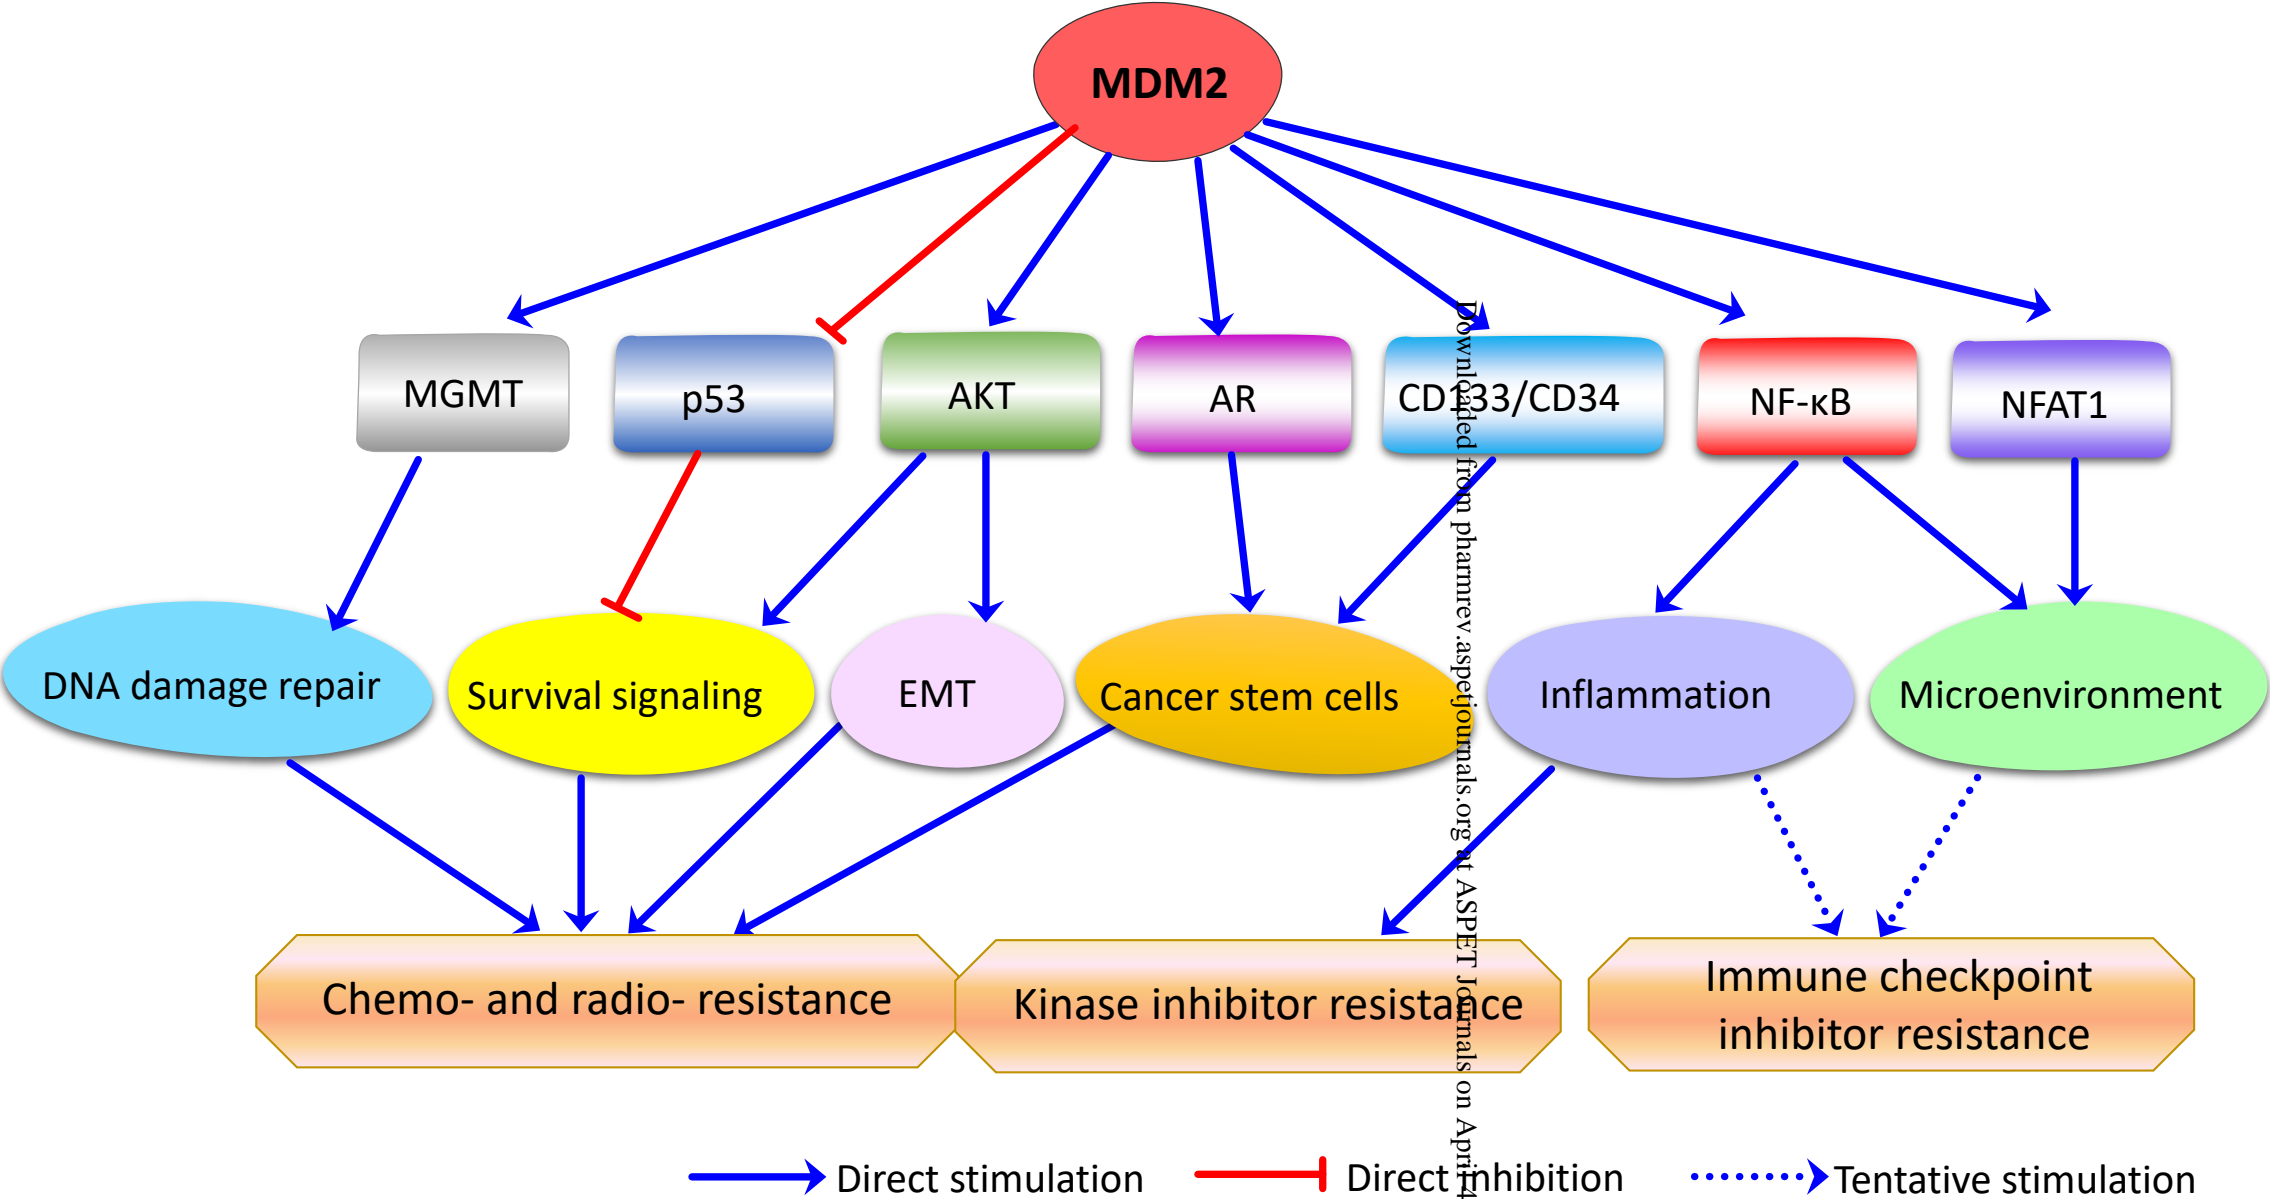 MDM2
MGMT
p53
AKT
AR
CD133/CD34
NF-κB
NFAT1
DNA damage repair
Survival signaling
EMT
Cancer stem cells
Inflammation
Microenvironment
Chemo- and radio- resistance
Kinase inhibitor resistance
Immune checkpoint
inhibitor resistance
Direct stimulation
Direct inhibition
Tentative stimulation
Downloaded from pharmrev.aspetjournals.org at ASPET Journals on April 4